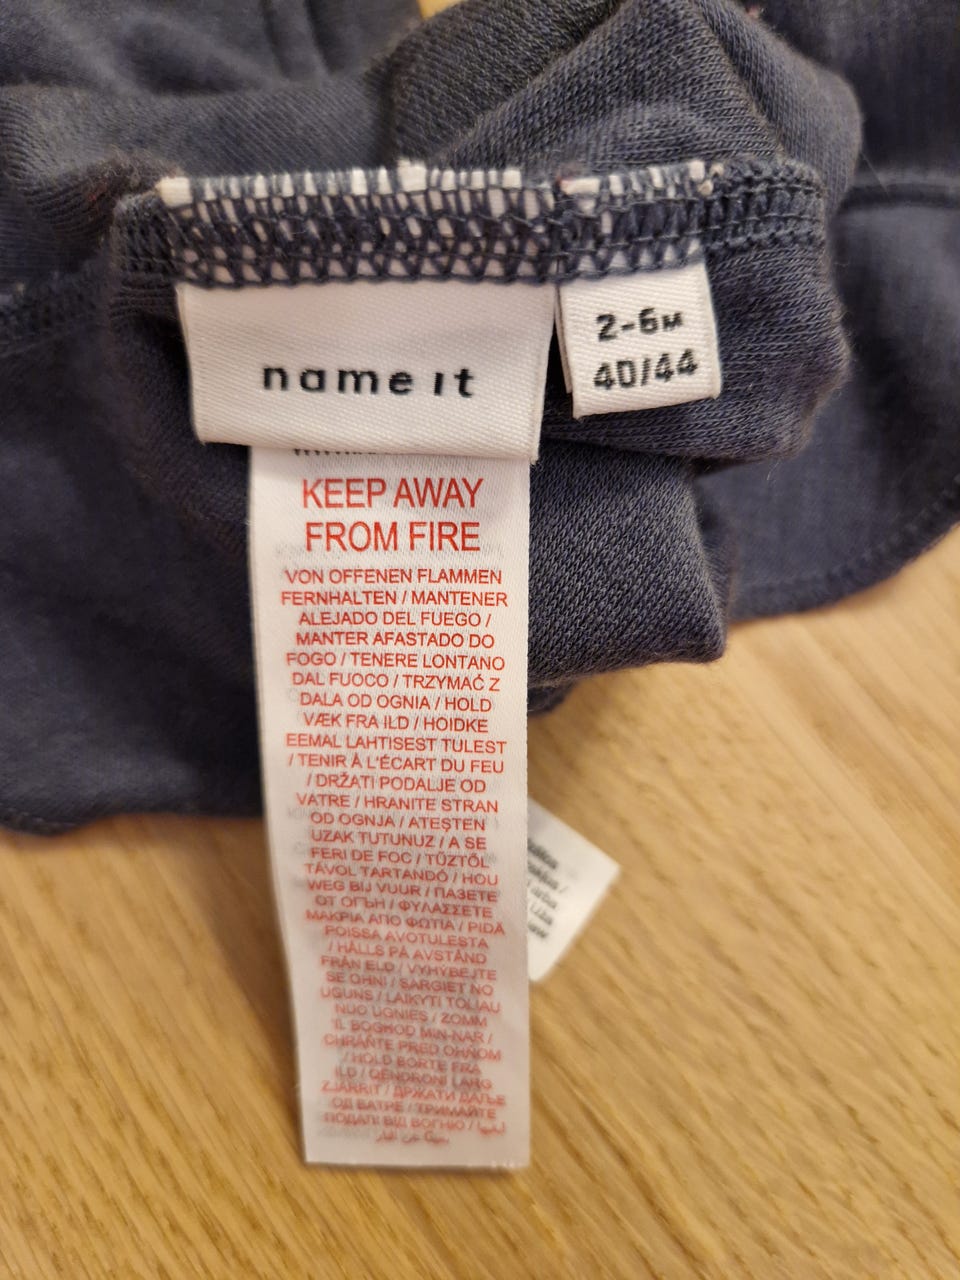 name it
2-6M
40/44
KEEP AWAY
FROM FIRE
VON OFFENEN FLAMMEN
FERNHALTEN / MANTENER
ALEJADO DEL FUEGO /
MANTER AFASTADO DO
FOGO / TENERE LONTANO
DAL FUOCO / TRZYMAĆ Z
DALA OD OGNIA / HOLD
VÆK FRA ILD / HOIDKE
EEMAL LAHTISEST TULEST
/ TENIR À L'ÉCART DU FEU
/ DRŽATI PODALJE OD
VATRE / HRANITE STRAN
OD OGNJA / ATEŞTEN
UZAK TUTUNUZ / A SE
FERI DE FOC / TŰZTŐL
TÁVOL TARTANDÓ / HOU
WEG BIJ VUUR / ПАЗЕТЕ
ОТ ОГЪН / ΦΥΛΑΣΣΕΤΕ
ΜΑΚΡΙΑ ΑΠΟ ΦΩΤΙΑ / PIDÄ
POISSA AVOTULESTA
/ HÅLLS PÅ AVSTÅND
FRÅN ELD / VYHÝBEJTE
SE OHNI / SARGIET NO
UGUNS / LAIKYTI TOLIAU
NUO UGNIES / ŻOMM
'IL BOGĦOD MIN-NAR /
CHRÁŇTE PRED OHŇOM
/ HOLD BORTE FRA
ILD / QENDRONI LARG
ZJARRIT / ДРЖАТИ ДАЉЕ
ОД ВАТРЕ / ТРИМАЙТЕ
ПОДАЛІ ВІД ВОГНЮ /